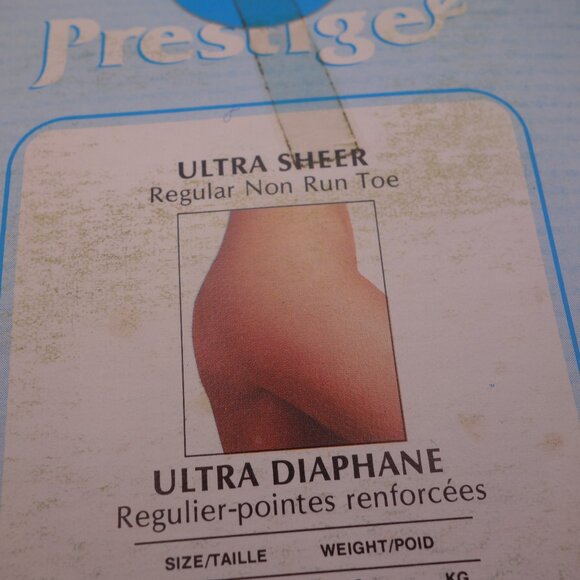 Prestige
ULTRA SHEER
Regular Non Run Toe
ULTRA DIAPHANE
Regulier-pointes renforcées
SIZE/TAILLE WEIGHT/POID
KG